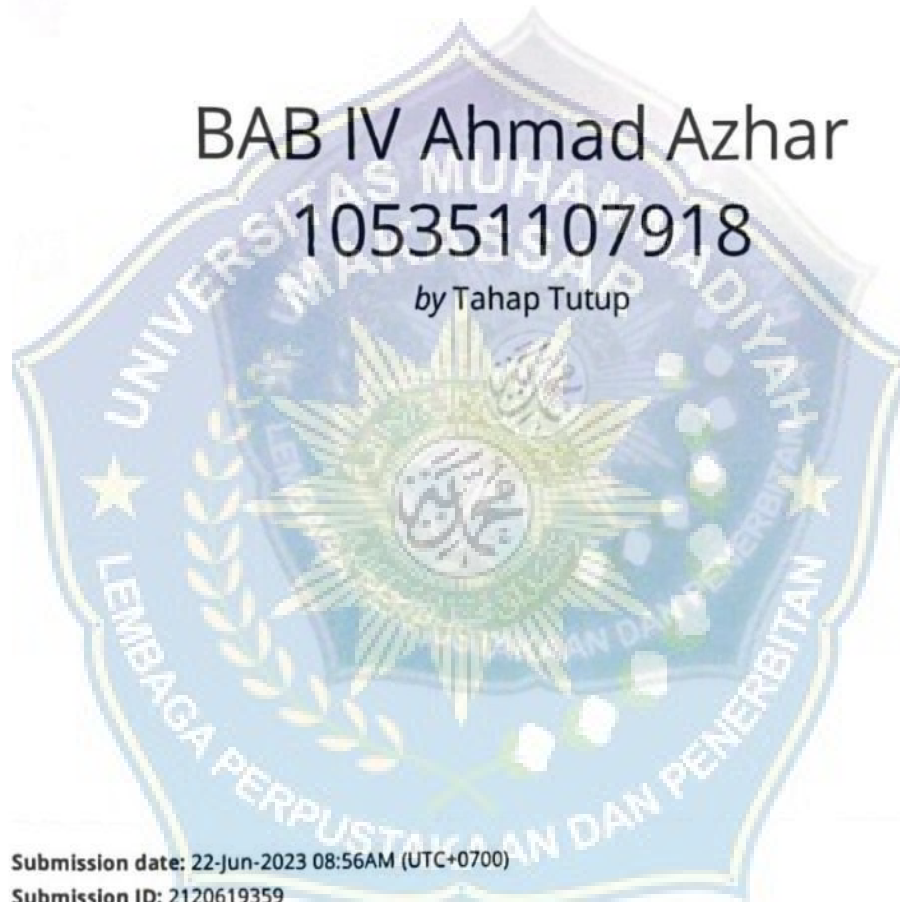 BAB IV Ahmad Azhar
105351107918
by Tahap Tutup
UNIVERSITAS MUHAMMADIYAH
MAKASSAR
محمد
LEMBAGA PERPUSTAKAAN DAN PENERBITAN
Submission date: 22-Jun-2023 08:56AM (UTC+0700)
Submission ID: 2120619359